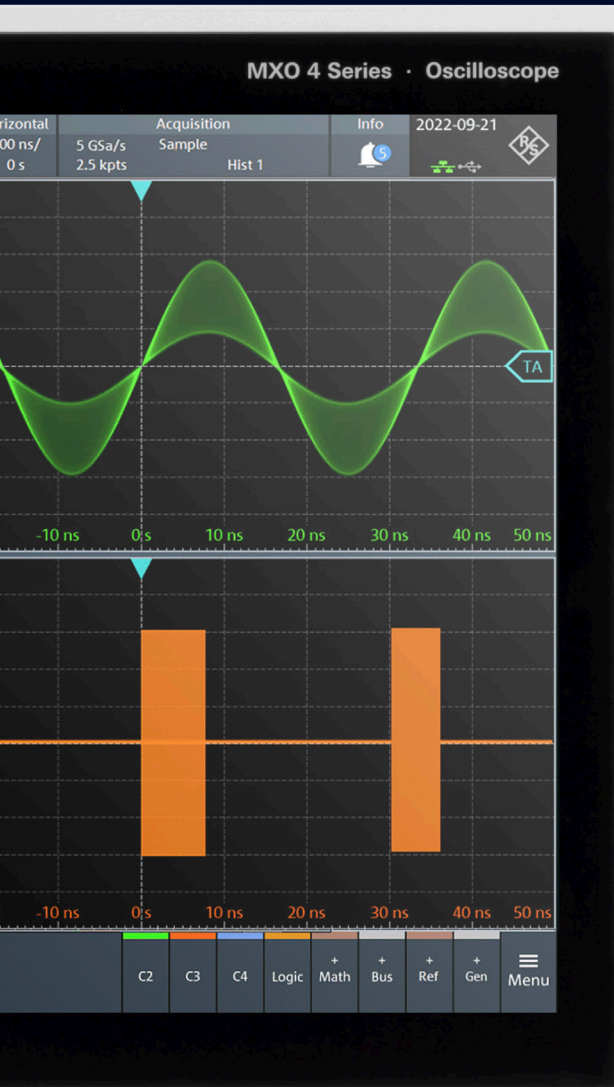 MXO 4 Series · Oscilloscope
rizontal Acquisition Info 2022-09-21
00 ns/ 5 GSa/s Sample 5
0 s 2.5 kpts Hist 1
R&S
TA
-10 ns 0 s 10 ns 20 ns 30 ns 40 ns 50 ns
-10 ns 0 s 10 ns 20 ns 30 ns 40 ns 50 ns
C2 C3 C4 Logic + Math + Bus + Ref + Gen Menu